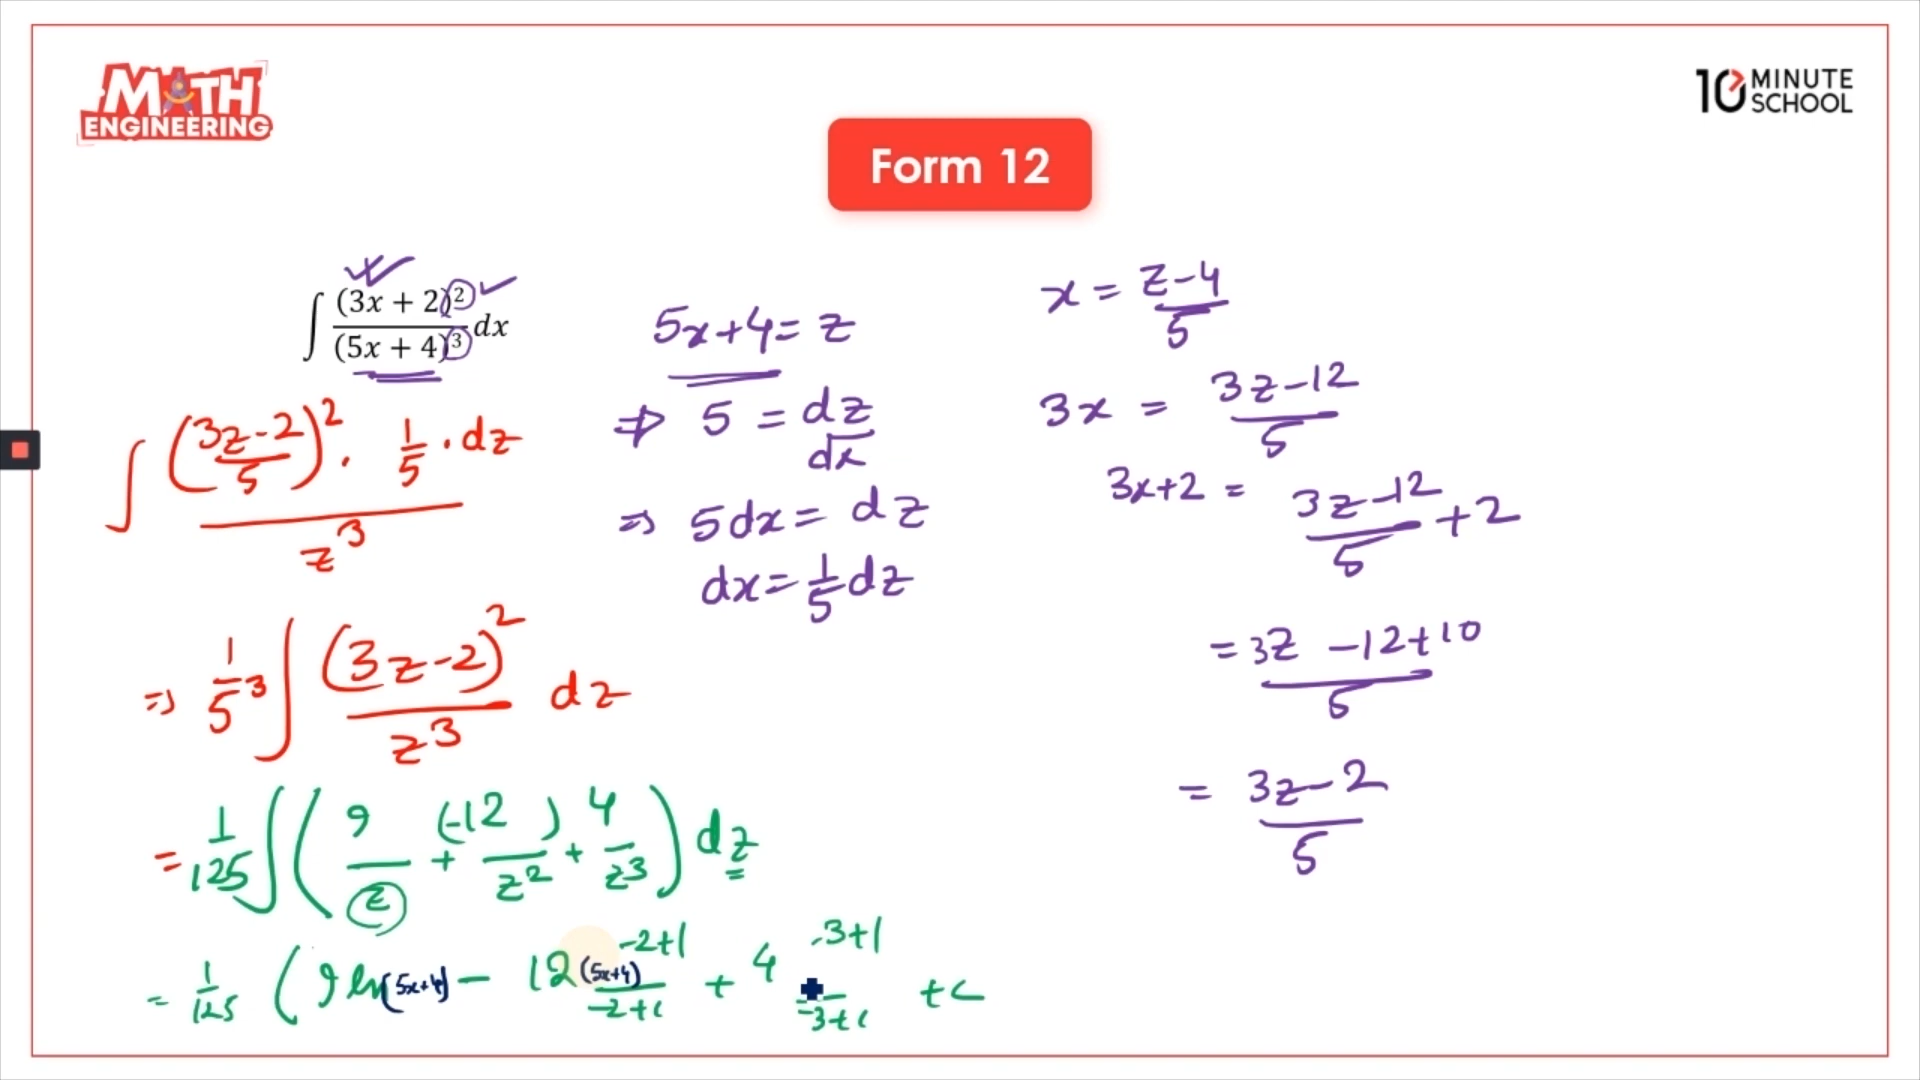 MATH
ENGINEERING
10 MINUTE
SCHOOL
Form 12
∫ (3x + 2)² / (5x + 4)³ dx
∫ ((3z-2)/5)² · 1/5 · dz / z³
⇒ 1/5³ ∫ (3z-2)² / z³ dz
= 1/125 ∫ ( 9/z + (-12)/z² + 4/z³ ) dz
= 1/125 ( 9 ln(5x+4) - 12 (5x+4)^-2+1 / -2+1 + 4 ^-3+1 / -3+1 + c
5x+4 = z
⇒ 5 = dz/dx
⇒ 5dx = dz
dx = 1/5 dz
x = z-4 / 5
3x = 3z-12 / 5
3x+2 = 3z-12 / 5 + 2
= 3z -12+10 / 5
= 3z-2 / 5